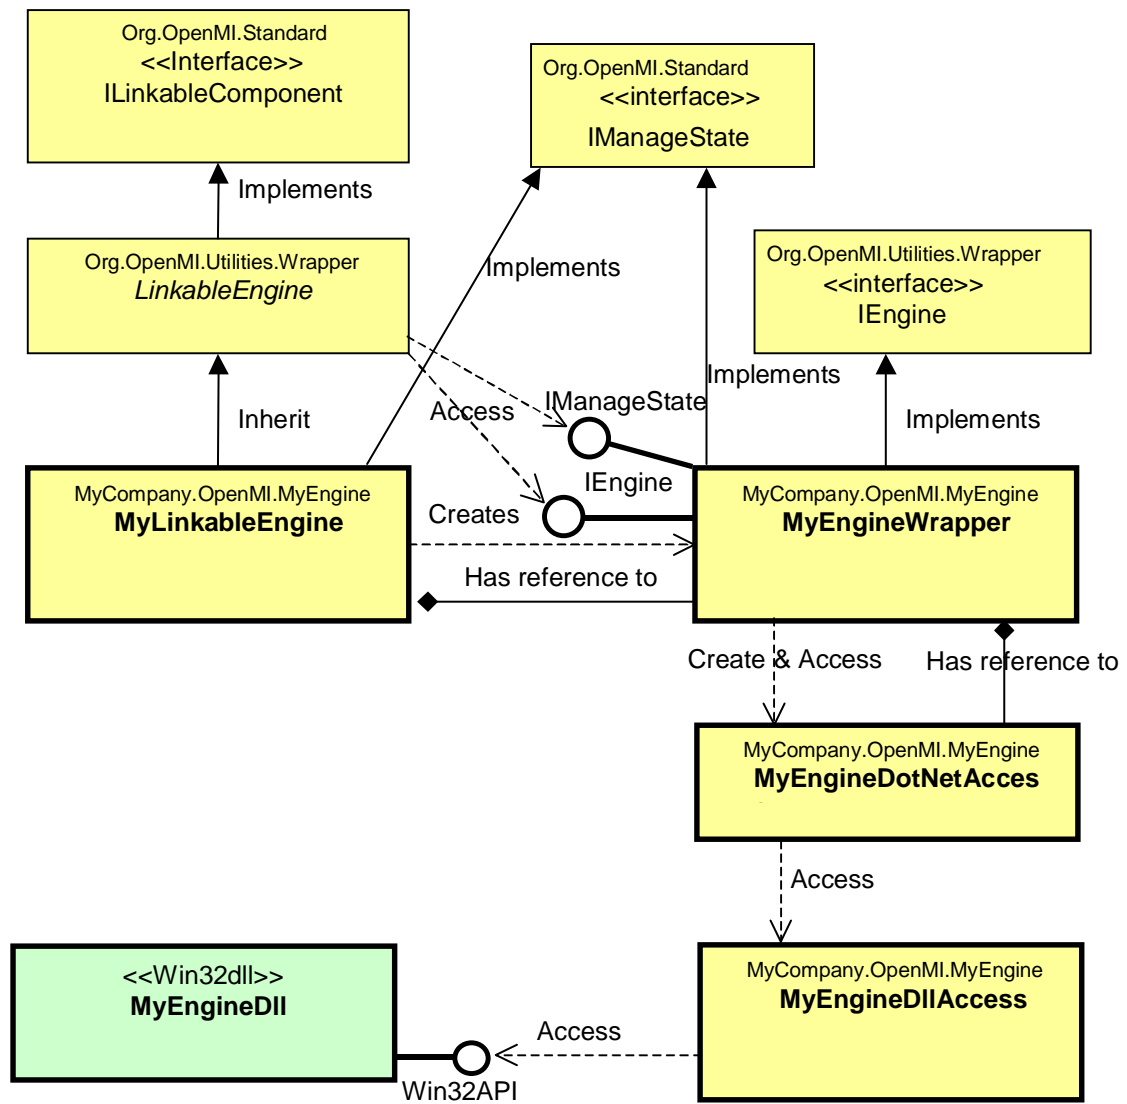 Org.OpenMI.Standard
<<Interface>>
ILinkableComponent
Org.OpenMI.Standard
<<interface>>
IManageState
Implements
Org.OpenMI.Utilities.Wrapper
LinkableEngine
Implements
Org.OpenMI.Utilities.Wrapper
<<interface>>
IEngine
Implements
Inherit
Access
IManageState
Implements
MyCompany.OpenMI.MyEngine
MyLinkableEngine
IEngine
Creates
MyCompany.OpenMI.MyEngine
MyEngineWrapper
Has reference to
Create & Access
Has reference to
MyCompany.OpenMI.MyEngine
MyEngineDotNetAcces
Access
<<Win32dll>>
MyEngineDll
MyCompany.OpenMI.MyEngine
MyEngineDllAccess
Access
Win32API